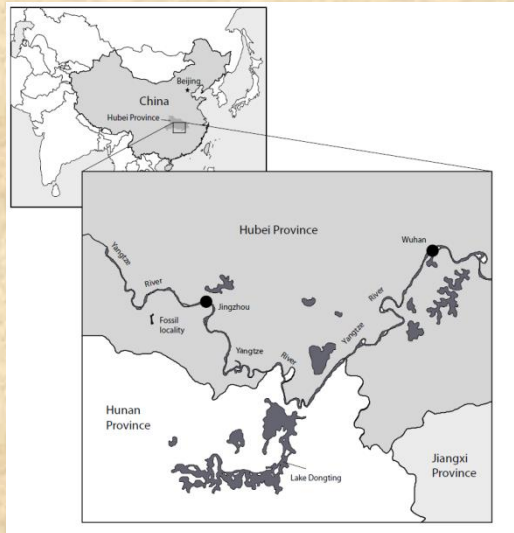 Beijing
China
Hubei Province
Hubei Province
Wuhan
Yangtze
River
Jingzhou
Fossil
locality
River
Yangtze
Yangtze
River
Hunan
Province
Jiangxi
Province
Lake Dongting